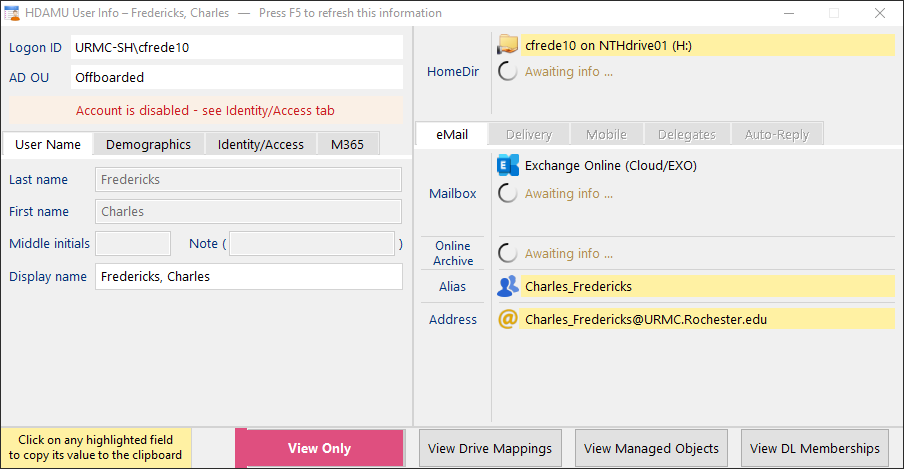 HDAMU User Info – Fredericks, Charles — Press F5 to refresh this information
Logon ID URMC-SH\cfrede10
AD OU Offboarded
Account is disabled - see Identity/Access tab
User Name Demographics Identity/Access M365
Last name Fredericks
First name Charles
Middle initials Note ( )
Display name Fredericks, Charles
HomeDir
cfrede10 on NTHdrive01 (H:)
Awaiting info ...
eMail Delivery Mobile Delegates Auto-Reply
Mailbox
Exchange Online (Cloud/EXO)
Awaiting info ...
Online
Archive
Awaiting info ...
Alias Charles_Fredericks
Address Charles_Fredericks@URMC.Rochester.edu
Click on any highlighted field
to copy its value to the clipboard
View Only
View Drive Mappings
View Managed Objects
View DL Memberships